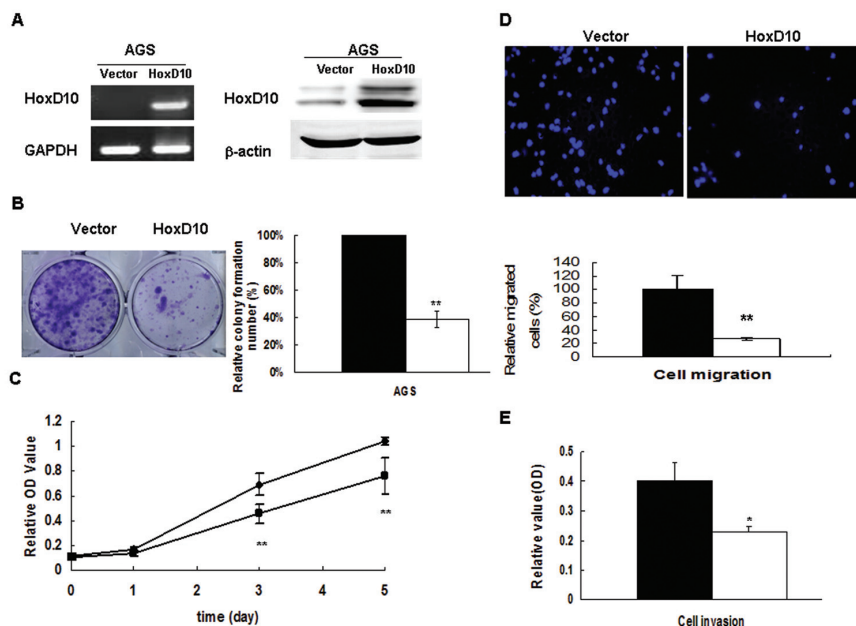 A
AGS
Vector HoxD10
HoxD10
GAPDH
AGS
Vector HoxD10
HoxD10
β-actin
B
Vector HoxD10
Relative colony formation
number (%)
100%
80%
60%
40%
20%
0%
**
AGS
C
Relative OD Value
1.2
1
0.8
0.6
0.4
0.2
0
0 1 2 3 4 5
**
**
time (day)
D
Vector HoxD10
Relative migrated
cells (%)
140
120
100
80
60
40
20
0
**
Cell migration
E
Relative value(OD)
0.5
0.4
0.3
0.2
0.1
0
*
Cell invasion